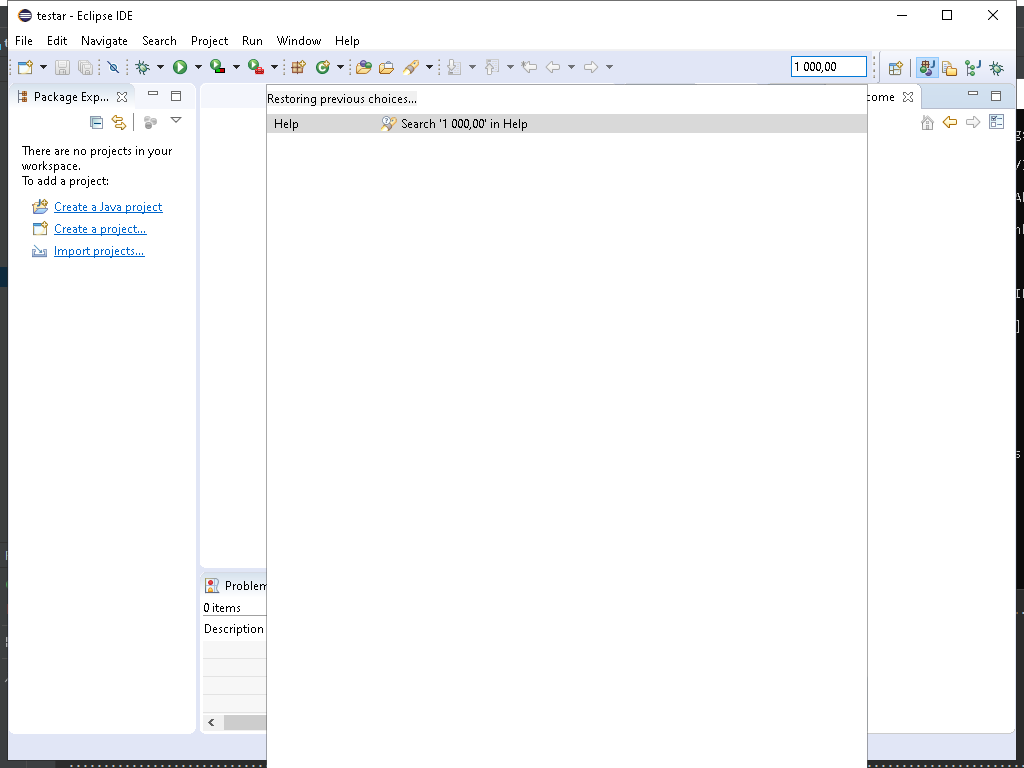 testar - Eclipse IDE
File Edit Navigate Search Project Run Window Help
1 000,00
Package Exp...
Restoring previous choices...
come
Help Search '1 000,00' in Help
There are no projects in your
workspace.
To add a project:
Create a Java project
Create a project...
Import projects...
Problem
0 items
Description